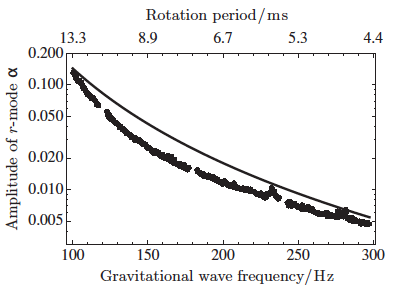 Rotation period/ms
13.3 8.9 6.7 5.3 4.4
Amplitude of r-mode α
0.200
0.100
0.050
0.020
0.010
0.005
100 150 200 250 300
Gravitational wave frequency/Hz